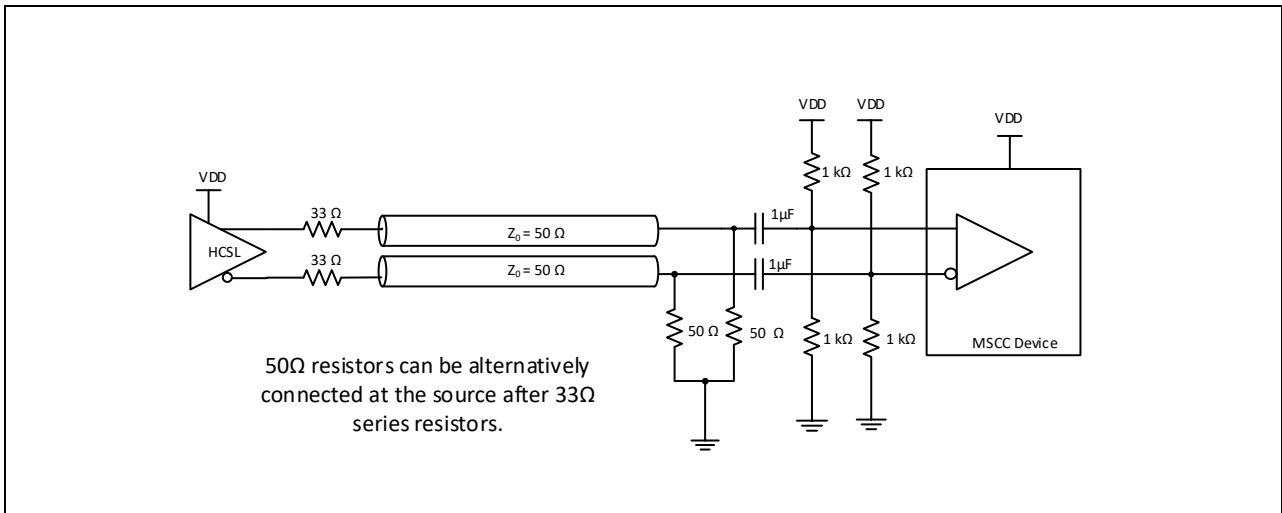 VDD
VDD
VDD
VDD
1 kΩ
1 kΩ
33 Ω
1µF
HCSL
Z₀ = 50 Ω
33 Ω
1µF
Z₀ = 50 Ω
50 Ω
50 Ω
1 kΩ
1 kΩ
MSCC Device
50Ω resistors can be alternatively
connected at the source after 33Ω
series resistors.